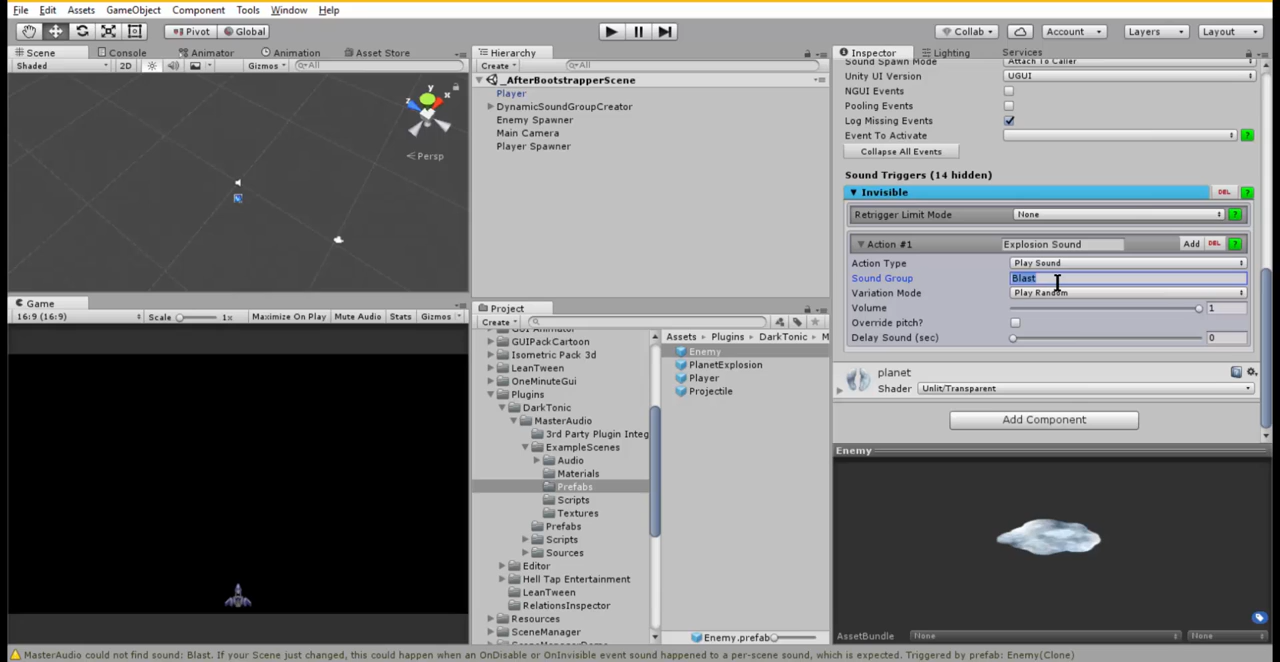 File Edit Assets GameObject Component Tools Window Help
Pivot Global Collab Account Layers Layout
Scene Console Animator Animation Asset Store
Shaded 2D Gizmos All
y
x
z
Persp
Game
16:9 (16:9) Scale 1x Maximize On Play Mute Audio Stats Gizmos
Hierarchy
Create All
_AfterBootstrapperScene
Player
DynamicSoundGroupCreator
Enemy Spawner
Main Camera
Player Spawner
Project
Create
GUI Animator
GUIPackCartoon
Isometric Pack 3d
LeanTween
OneMinuteGui
Plugins
DarkTonic
MasterAudio
3rd Party Plugin Integ
ExampleScenes
Audio
Materials
Prefabs
Scripts
Textures
Prefabs
Scripts
Sources
Editor
Hell Tap Entertainment
LeanTween
RelationsInspector
Resources
SceneManager
Assets Plugins DarkTonic M
Enemy
PlanetExplosion
Player
Projectile
Enemy.prefab
Inspector Lighting Services
Sound Spawn Mode Attach To Caller
Unity UI Version UGUI
NGUI Events
Pooling Events
Log Missing Events
Event To Activate ?
Collapse All Events
Sound Triggers (14 hidden)
Invisible DEL ?
Retrigger Limit Mode None ?
Action #1 Explosion Sound Add DEL ?
Action Type Play Sound
Sound Group Blast
Variation Mode Play Random
Volume 1
Override pitch?
Delay Sound (sec) 0
planet
Shader Unlit/Transparent
Add Component
Enemy
AssetBundle None None
MasterAudio could not find sound: Blast. If your Scene just changed, this could happen when an OnDisable or OnInvisible event sound happened to a per-scene sound, which is expected. Triggered by prefab: Enemy(Clone)